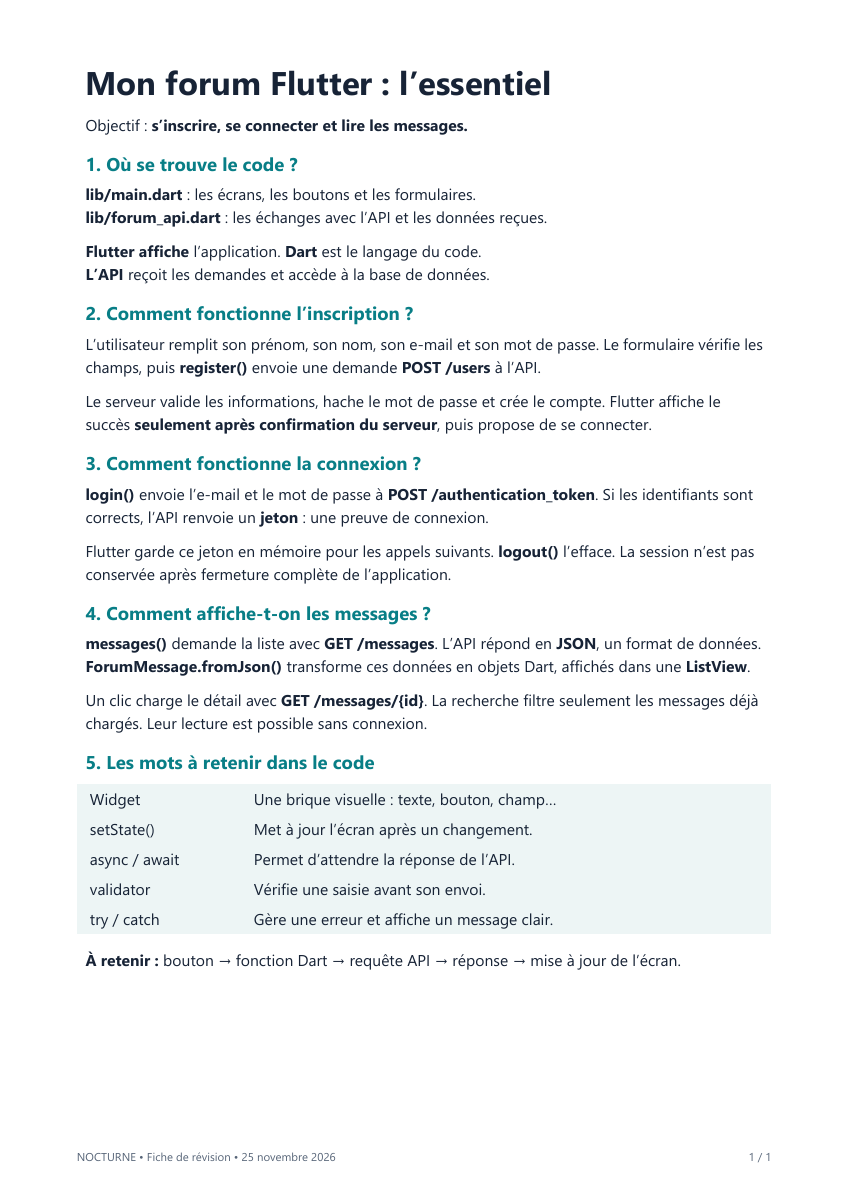 Mon forum Flutter : l’essentiel
Objectif : s’inscrire, se connecter et lire les messages.
1. Où se trouve le code ?
lib/main.dart : les écrans, les boutons et les formulaires.
lib/forum_api.dart : les échanges avec l’API et les données reçues.
Flutter affiche l’application. Dart est le langage du code.
L’API reçoit les demandes et accède à la base de données.
2. Comment fonctionne l’inscription ?
L’utilisateur remplit son prénom, son nom, son e-mail et son mot de passe. Le formulaire vérifie les
champs, puis register() envoie une demande POST /users à l’API.
Le serveur valide les informations, hache le mot de passe et crée le compte. Flutter affiche le
succès seulement après confirmation du serveur, puis propose de se connecter.
3. Comment fonctionne la connexion ?
login() envoie l’e-mail et le mot de passe à POST /authentication_token. Si les identifiants sont
corrects, l’API renvoie un jeton : une preuve de connexion.
Flutter garde ce jeton en mémoire pour les appels suivants. logout() l’efface. La session n’est pas
conservée après fermeture complète de l’application.
4. Comment affiche-t-on les messages ?
messages() demande la liste avec GET /messages. L’API répond en JSON, un format de données.
ForumMessage.fromJson() transforme ces données en objets Dart, affichés dans une ListView.
Un clic charge le détail avec GET /messages/{id}. La recherche filtre seulement les messages déjà
chargés. Leur lecture est possible sans connexion.
5. Les mots à retenir dans le code
Widget Une brique visuelle : texte, bouton, champ…
setState() Met à jour l’écran après un changement.
async / await Permet d’attendre la réponse de l’API.
validator Vérifie une saisie avant son envoi.
try / catch Gère une erreur et affiche un message clair.
À retenir : bouton → fonction Dart → requête API → réponse → mise à jour de l’écran.
NOCTURNE • Fiche de révision • 25 novembre 2026 1 / 1